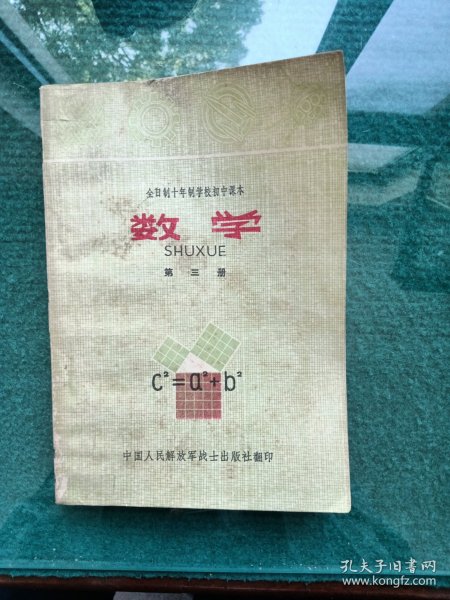 全日制十年制学校初中课本
数学
SHUXUE
第三册
c²=a²+b²
中国人民解放军战士出版社翻印
孔夫子旧书网
www.kongfz.com